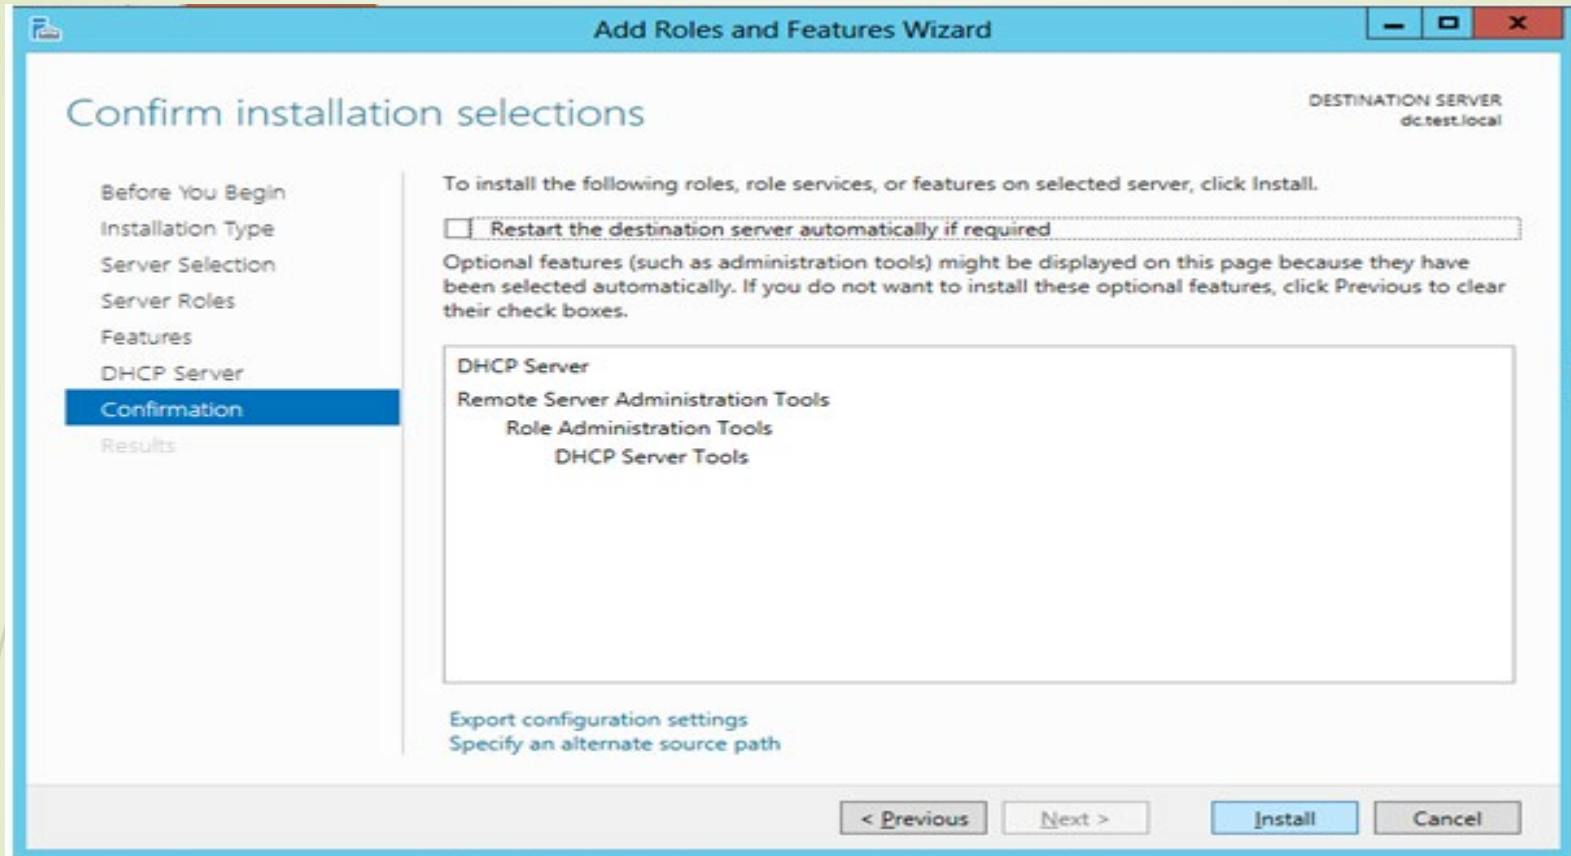 Add Roles and Features Wizard
Confirm installation selections
DESTINATION SERVER
dc.test.local
Before You Begin
Installation Type
Server Selection
Server Roles
Features
DHCP Server
Confirmation
Results
To install the following roles, role services, or features on selected server, click Install.
Restart the destination server automatically if required
Optional features (such as administration tools) might be displayed on this page because they have
been selected automatically. If you do not want to install these optional features, click Previous to clear
their check boxes.
DHCP Server
Remote Server Administration Tools
Role Administration Tools
DHCP Server Tools
Export configuration settings
Specify an alternate source path
< Previous
Next >
Install
Cancel